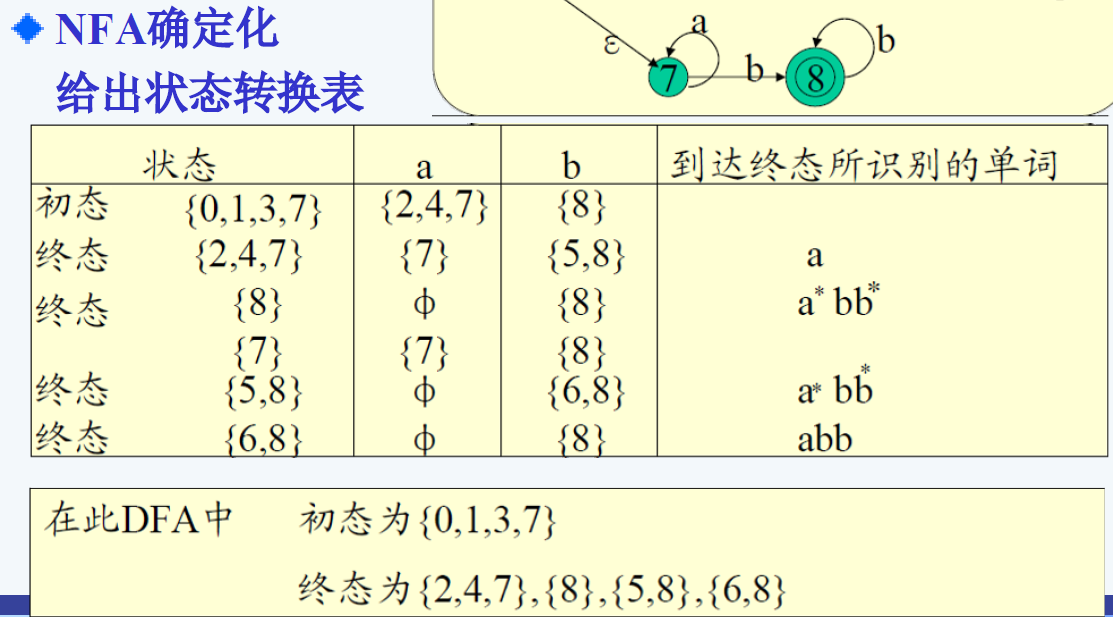 NFA确定化
给出状态转换表
ε
a
7
b
8
b
状态 a b 到达终态所识别的单词
初态 {0,1,3,7} {2,4,7} {8}
终态 {2,4,7} {7} {5,8} a
终态 {8} ф {8} a* bb*
{7} {7} {8}
终态 {5,8} ф {6,8} a* bb*
终态 {6,8} ф {8} abb
在此DFA中 初态为{0,1,3,7}
终态为{2,4,7},{8},{5,8},{6,8}